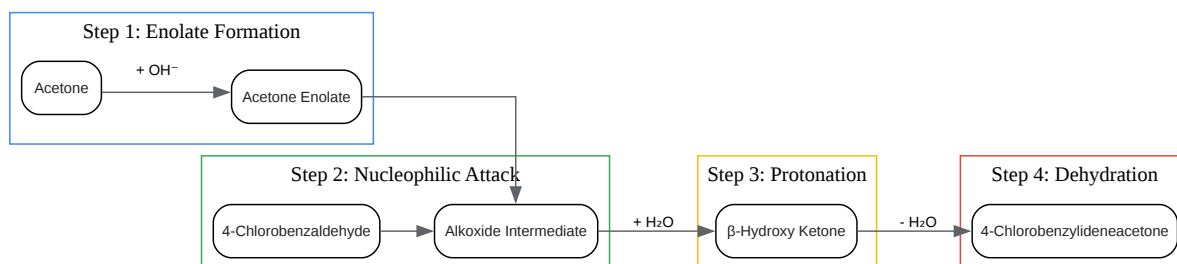 Step 1: Enolate Formation
+ OH⁻
Acetone
Acetone Enolate
Step 2: Nucleophilic Attack
Step 3: Protonation
Step 4: Dehydration
4-Chlorobenzaldehyde
Alkoxide Intermediate
+ H₂O
β-Hydroxy Ketone
- H₂O
4-Chlorobenzylideneacetone